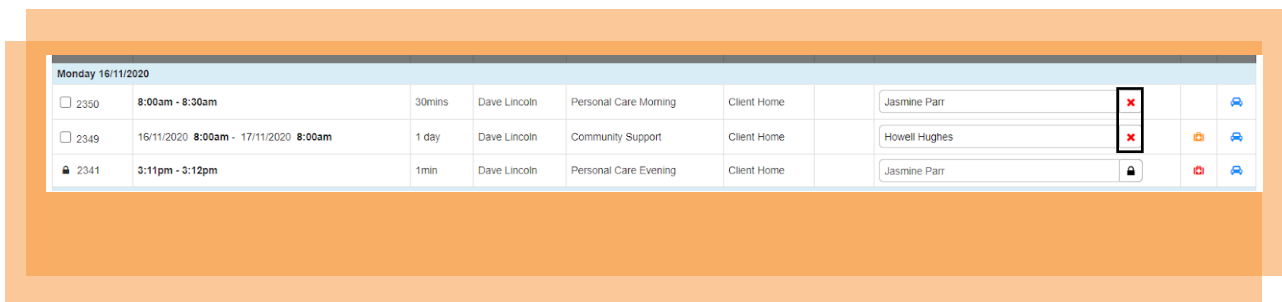 Monday 16/11/2020
2350 8:00am - 8:30am 30mins Dave Lincoln Personal Care Morning Client Home Jasmine Parr
2349 16/11/2020 8:00am - 17/11/2020 8:00am 1 day Dave Lincoln Community Support Client Home Howell Hughes
2341 3:11pm - 3:12pm 1min Dave Lincoln Personal Care Evening Client Home Jasmine Parr